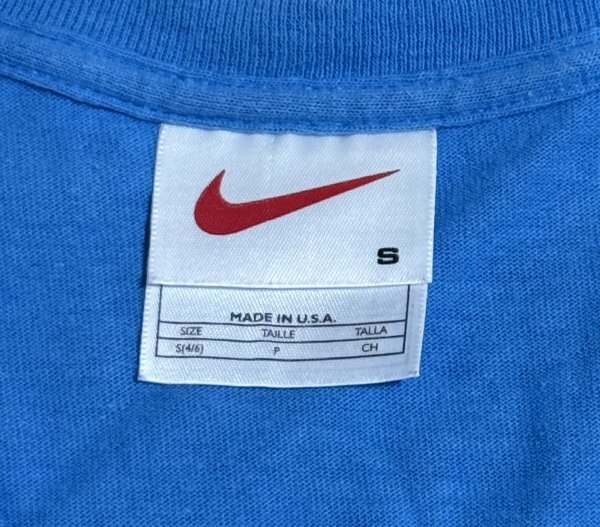 S
MADE IN U.S.A.
SIZE TAILLE TALLA
S(4/6) P CH